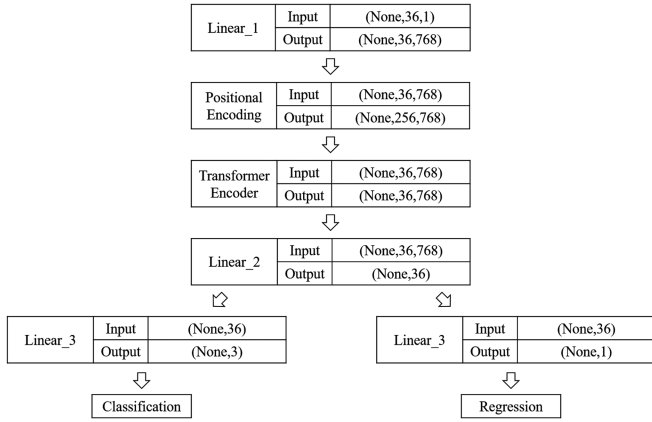 Linear_1
Input (None,36,1)
Output (None,36,768)
Positional
Encoding
Input (None,36,768)
Output (None,256,768)
Transformer
Encoder
Input (None,36,768)
Output (None,36,768)
Linear_2
Input (None,36,768)
Output (None,36)
Linear_3
Input (None,36)
Output (None,3)
Linear_3
Input (None,36)
Output (None,1)
Classification
Regression